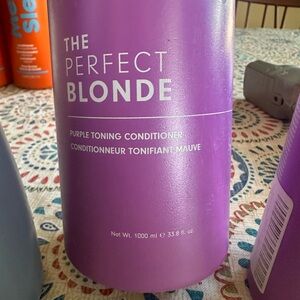 THE
PERFECT
BLONDE
PURPLE TONING CONDITIONER
CONDITIONNEUR TONIFIANT MAUVE
Net Wt. 1000 ml / 33.8 fl. oz